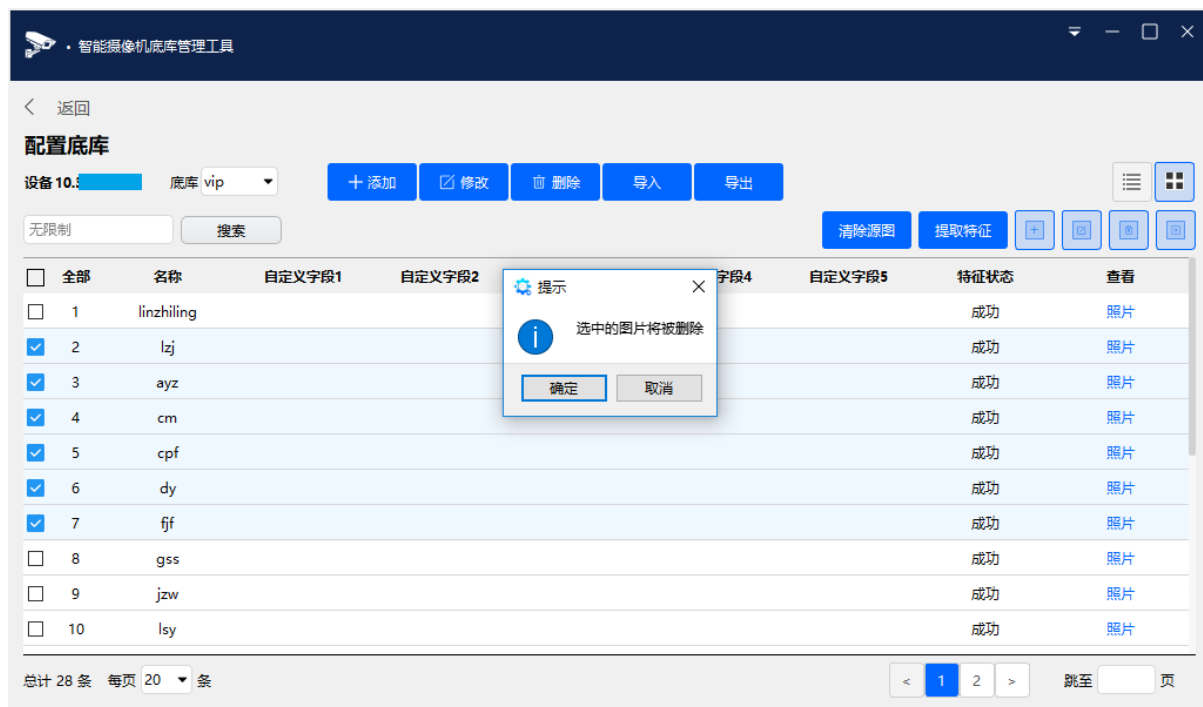 · 智能摄像机底库管理工具
返回
配置底库
设备 10. 底库 vip 添加 修改 删除 导入 导出
无限制 搜索 清除源图 提取特征
全部 名称 自定义字段1 自定义字段2 字段4 自定义字段5 特征状态 查看
提示
选中的图片将被删除
确定 取消
1 linzhiling 成功 照片
2 lzj 成功 照片
3 ayz 成功 照片
4 cm 成功 照片
5 cpf 成功 照片
6 dy 成功 照片
7 fjf 成功 照片
8 gss 成功 照片
9 jzw 成功 照片
10 lsy 成功 照片
总计 28 条 每页 20 条 < 1 2 > 跳至 页